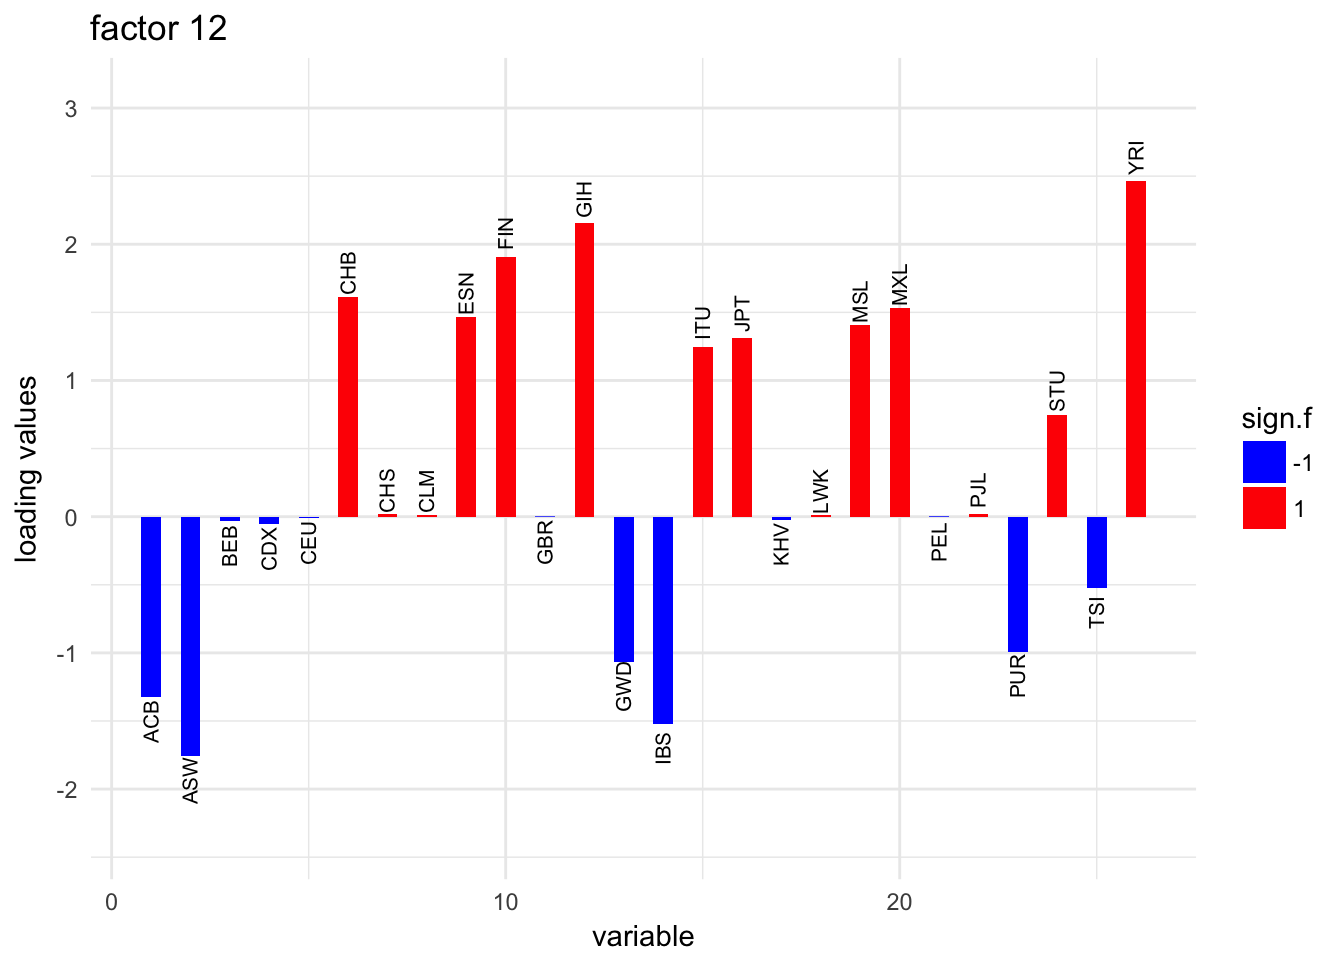 factor 12
loading values
3
2
1
0
-1
-2
ACB
ASW
BEB
CDX
CEU
CHB
CHS
CLM
ESN
FIN
GBR
GIH
GWD
IBS
ITU
JPT
KHV
LWK
MSL
MXL
PEL
PJL
PUR
STU
TSI
YRI
0
10
20
variable
sign.f
-1
1